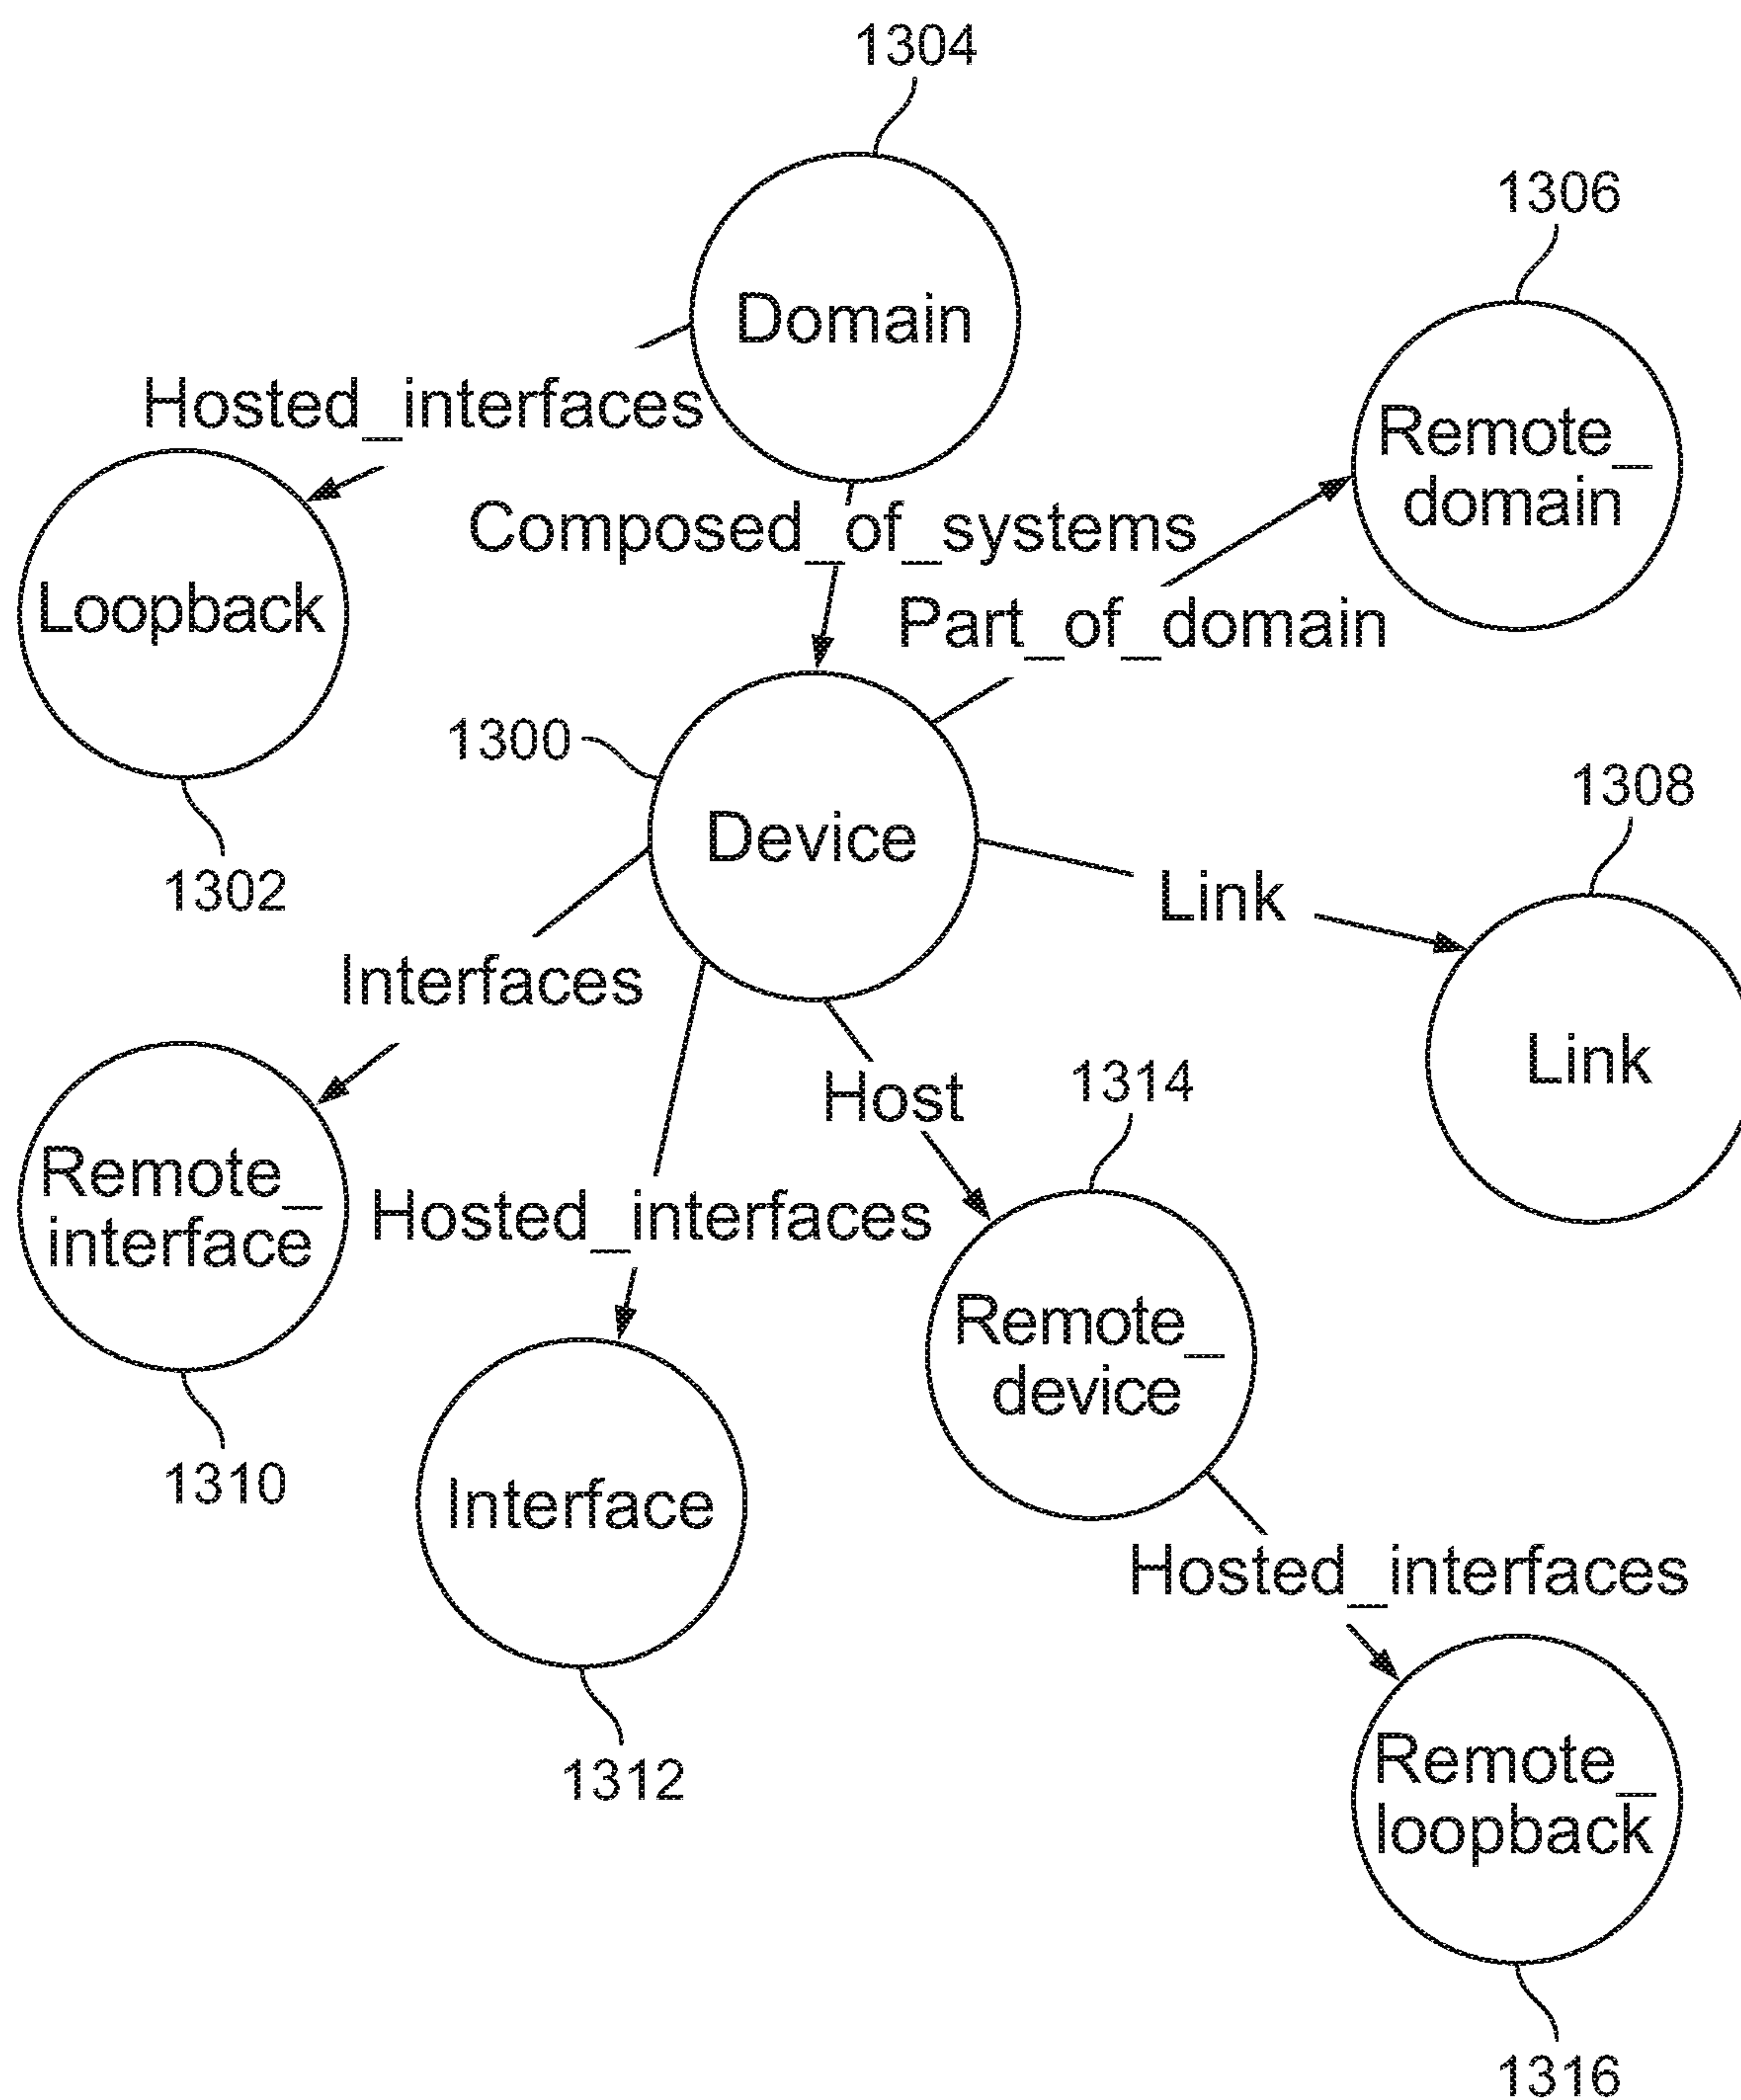 1304
1306
Domain
Hosted_interfaces
Remote_
domain
Composed_of_systems
Loopback
Part_of_domain
1300
1308
Device
1302
Link
Interfaces
Link
1314
Host
Remote_
interface
Hosted_interfaces
Remote_
device
1310
Interface
Hosted_interfaces
1312
Remote_
loopback
1316